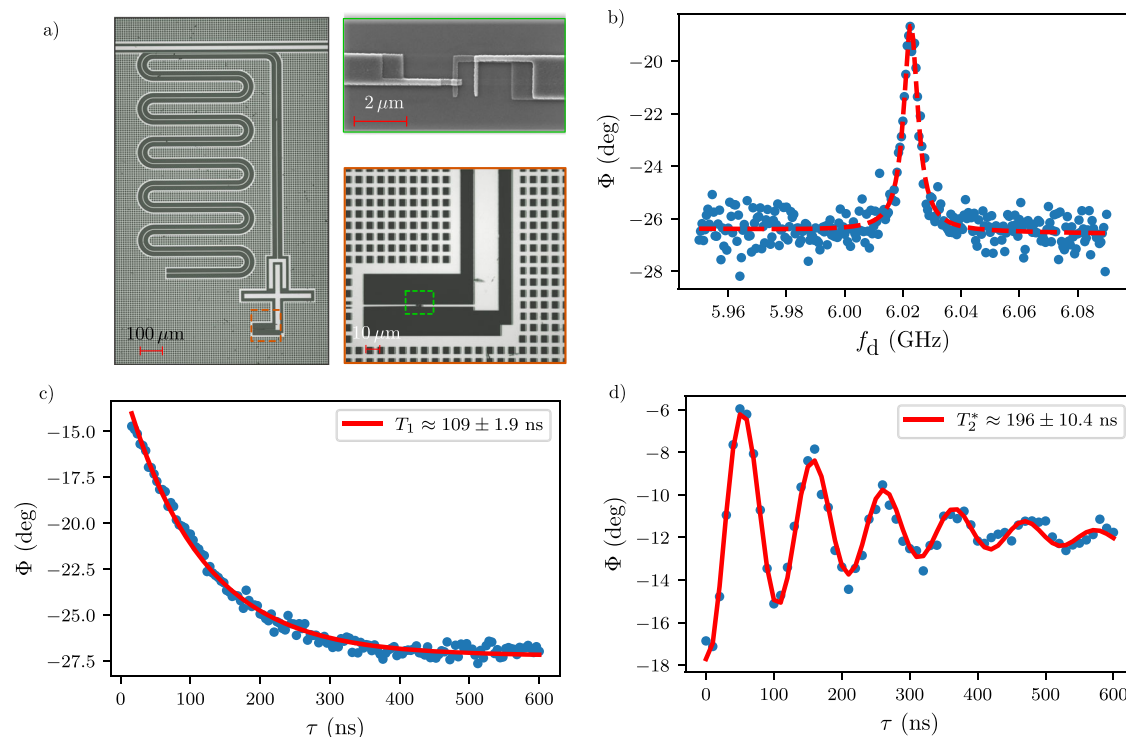 a)
100 μm
2 μm
10 μm
b)
Φ (deg)
−20
−22
−24
−26
−28
5.96 5.98 6.00 6.02 6.04 6.06 6.08
f_d (GHz)
c)
Φ (deg)
−15.0
−17.5
−20.0
−22.5
−25.0
−27.5
T₁ ≈ 109 ± 1.9 ns
0 100 200 300 400 500 600
τ (ns)
d)
Φ (deg)
−6
−8
−10
−12
−14
−16
−18
T₂* ≈ 196 ± 10.4 ns
0 100 200 300 400 500 600
τ (ns)